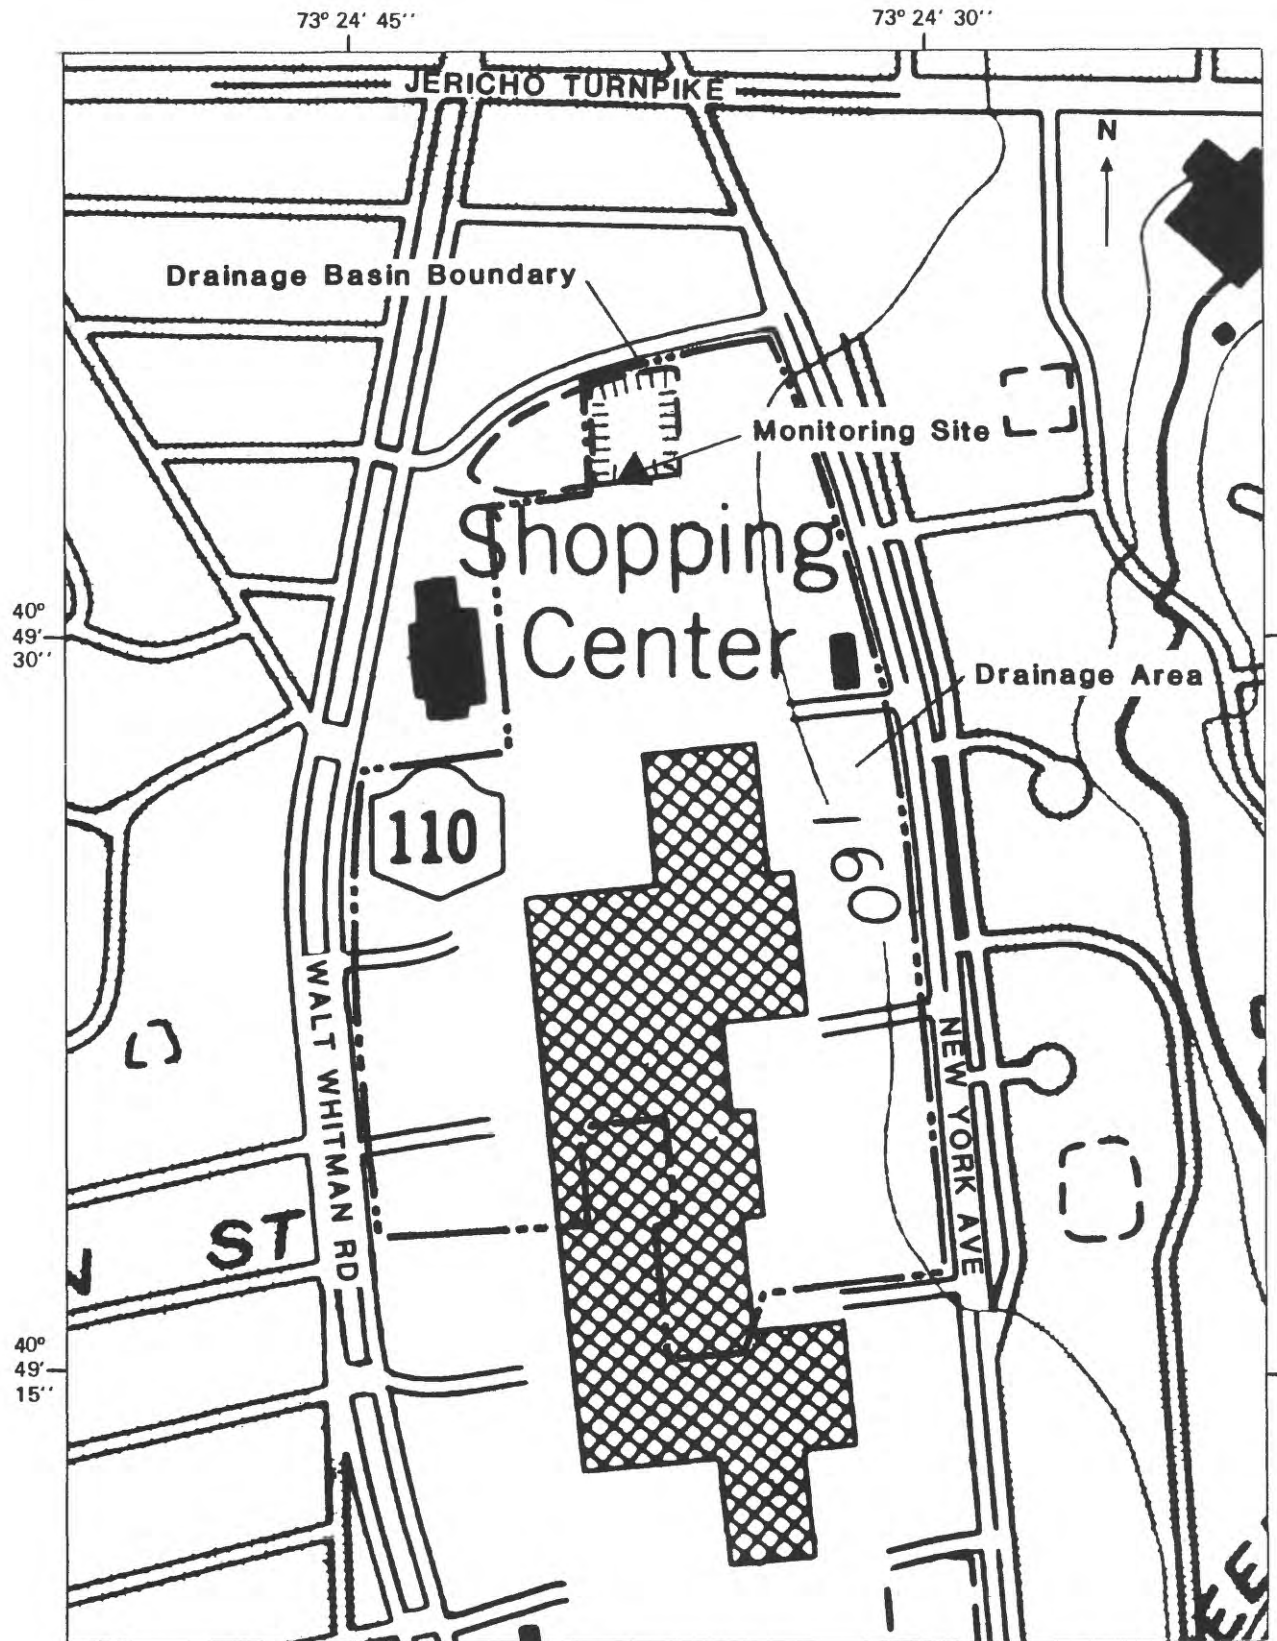 73° 24' 45''
73° 24' 30''
JERICHO TURNPIKE
N
Drainage Basin Boundary
Monitoring Site
Shopping
Center
40°
49'
30''
Drainage Area
110
160
WALT WHITMAN RD
NEW YORK AVE
ST
40°
49'
15''